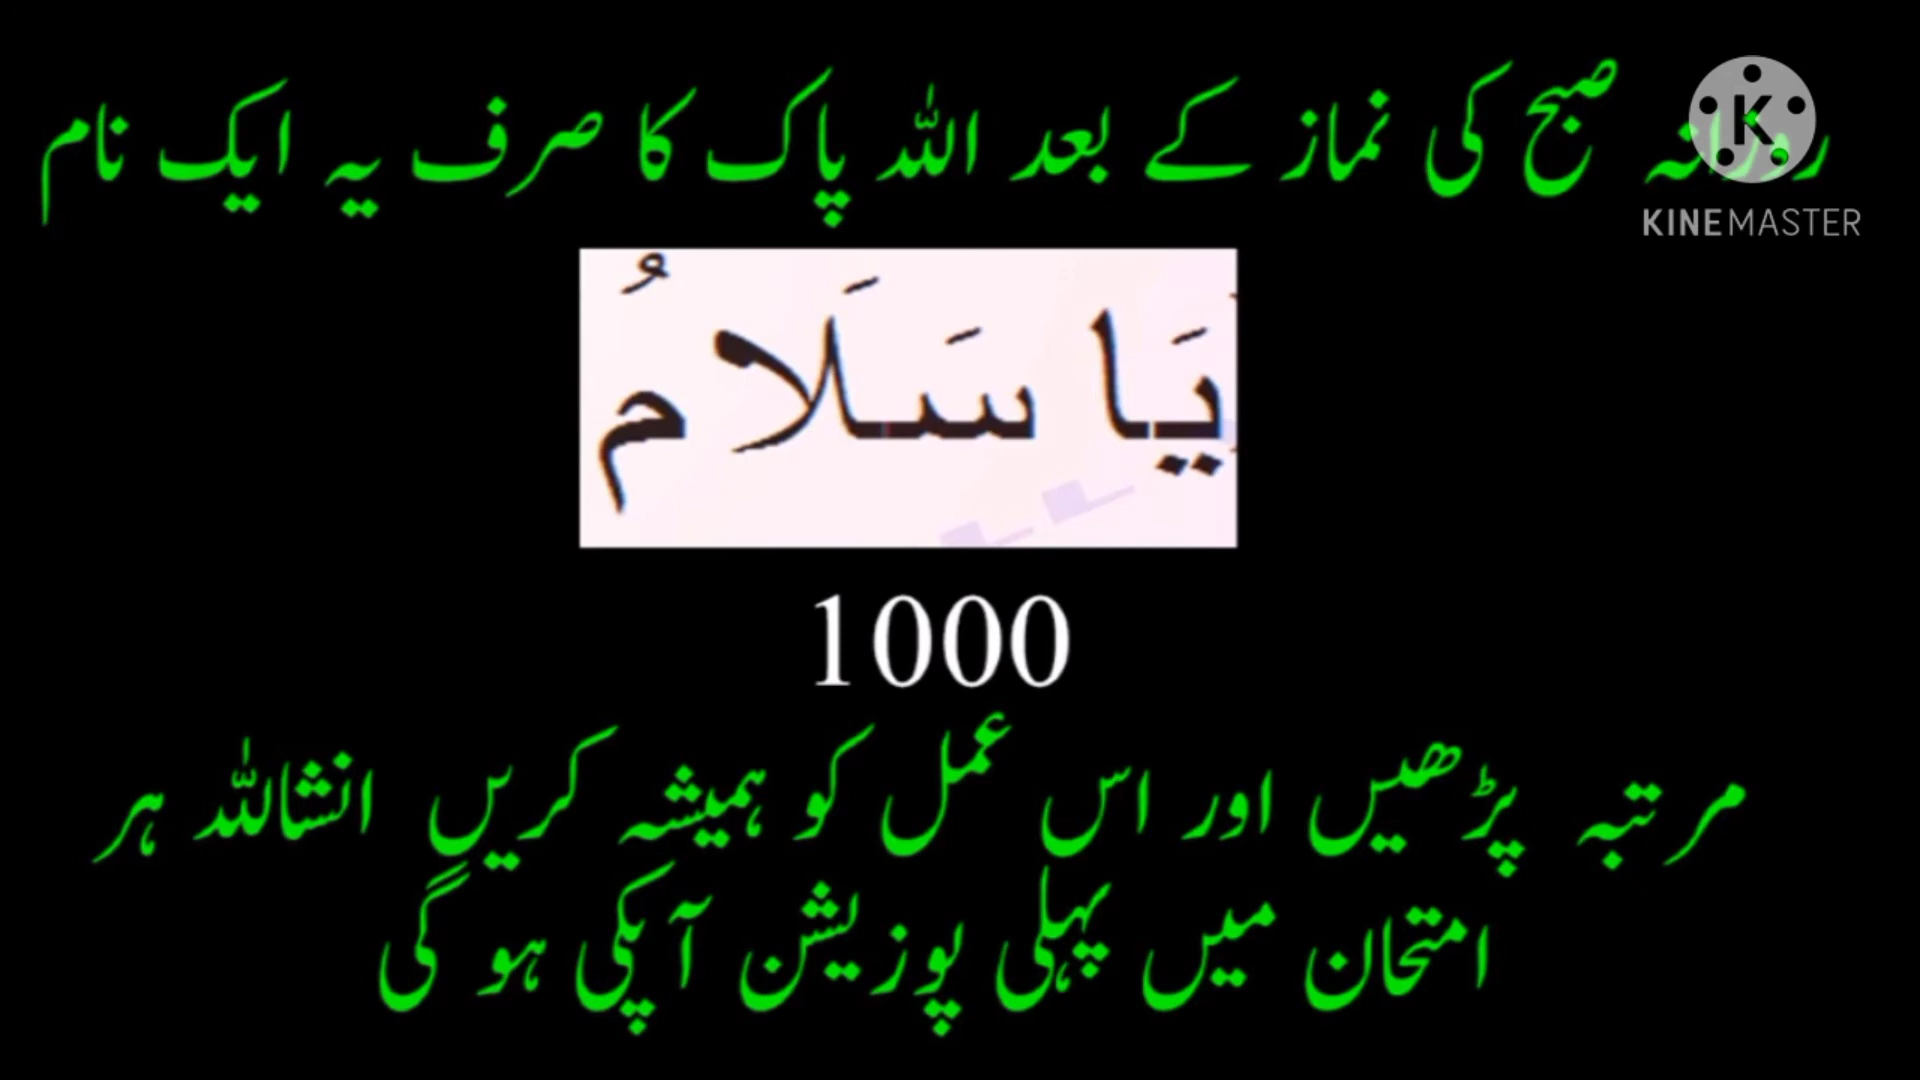 روزانہ صبح کی نماز کے بعد اللہ پاک کا صرف یہ ایک نام
KINEMASTER
يَا سَلَامُ
1000
مرتبہ پڑھیں اور اس عمل کو ہمیشہ کریں انشاللہ ہر
امتحان میں پہلی پوزیشن آپکی ہو گی